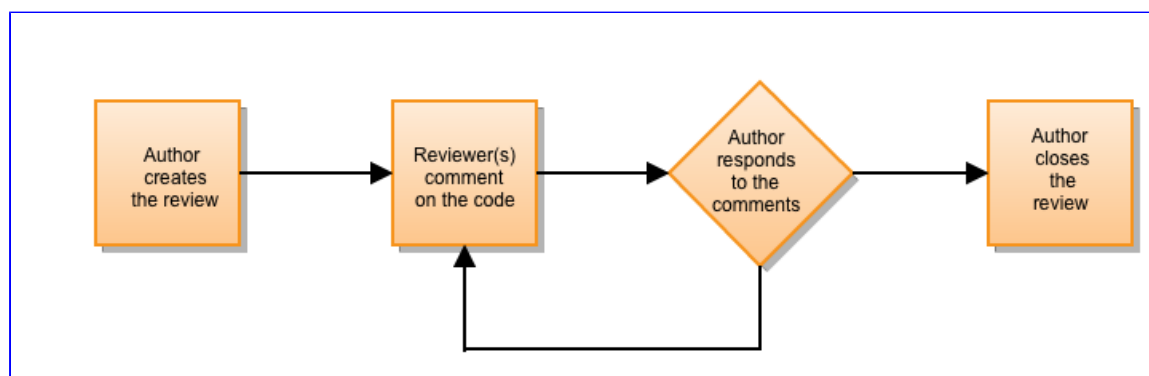 Author
creates
the review
Reviewer(s)
comment
on the code
Author
responds
to the
comments
Author
closes
the
review